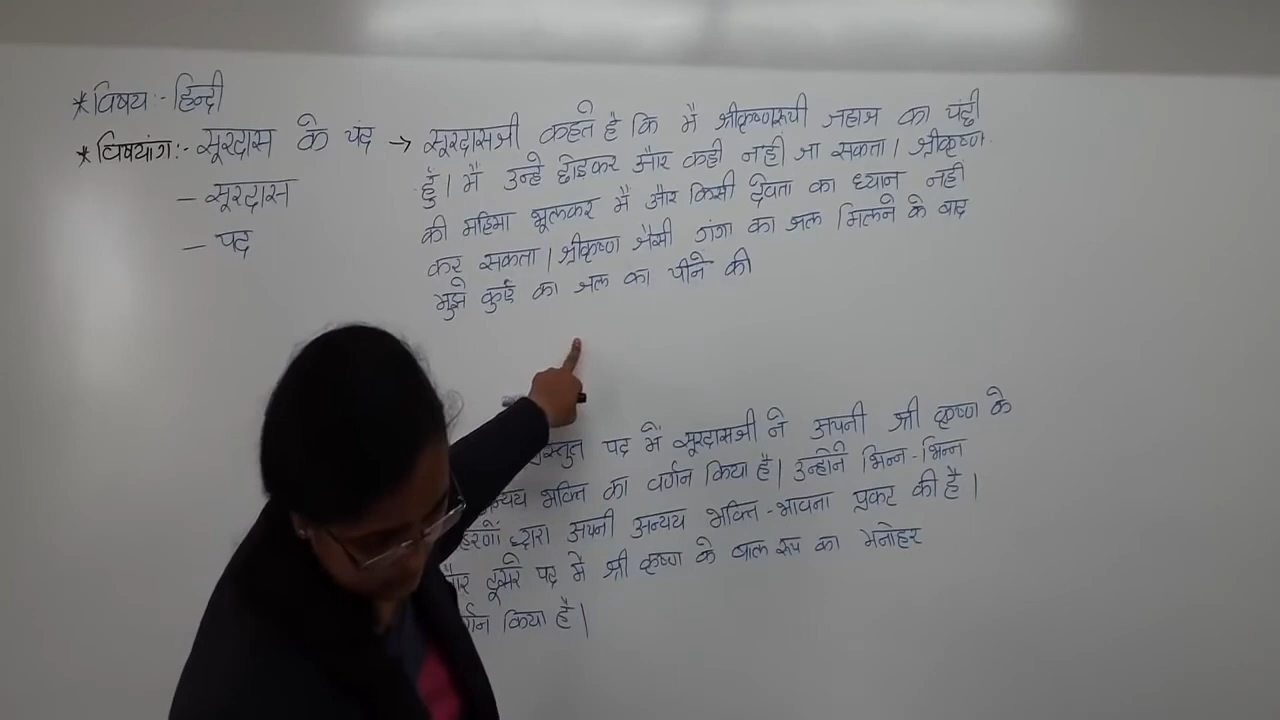 * विषय:- हिन्दी
* विषयांग:- सूरदास के पद → सूरदासजी कहते है कि मै श्रीकृष्णरूपी जहाज का पंछी
- सूरदास
हुँ। मै उन्हे छोडकर और कही नही जा सकता। श्रीकृष्ण
- पद
की महिमा भूलकर मै और किसी देवता का ध्यान नही
कर सकता। श्रीकृष्ण जैसी गंगा का जल मिलने के बाद
मुझे कुएँ का जल का पीने की
पद में सूरदासजी ने अपनी श्री कृष्ण के
भक्ति का वर्णन किया है। उन्होंने भिन्न-भिन्न
द्वारा अपनी अनन्यय भक्ति-भावना प्रकट की है।
दूसरे पद में श्री कृष्ण के बाल रूप का मनोहर
किया है।